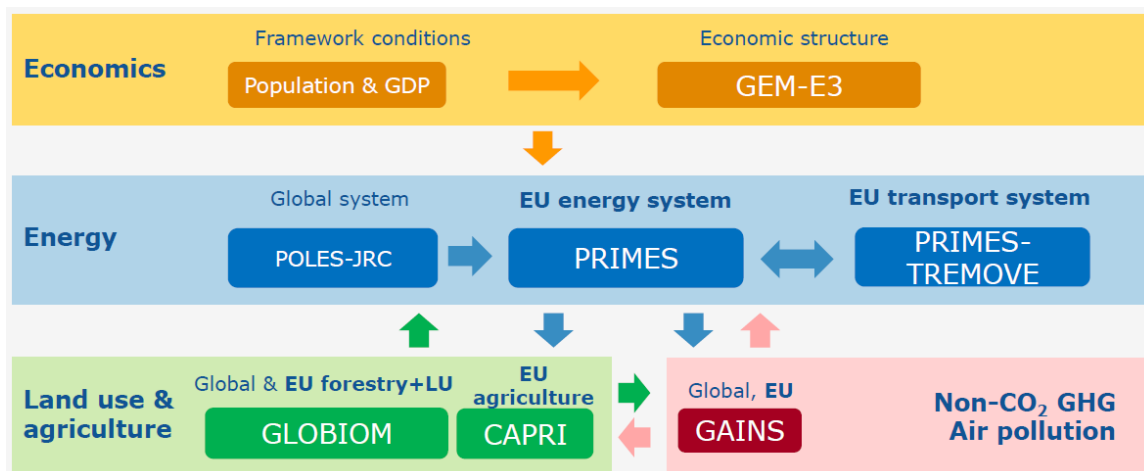 Economics
Framework conditions
Population & GDP
Economic structure
GEM-E3
Energy
Global system
POLES-JRC
EU energy system
PRIMES
EU transport system
PRIMES-
TREMOVE
Land use &
agriculture
Global & EU forestry+LU
GLOBIOM
EU
agriculture
CAPRI
Global, EU
GAINS
Non-CO₂ GHG
Air pollution